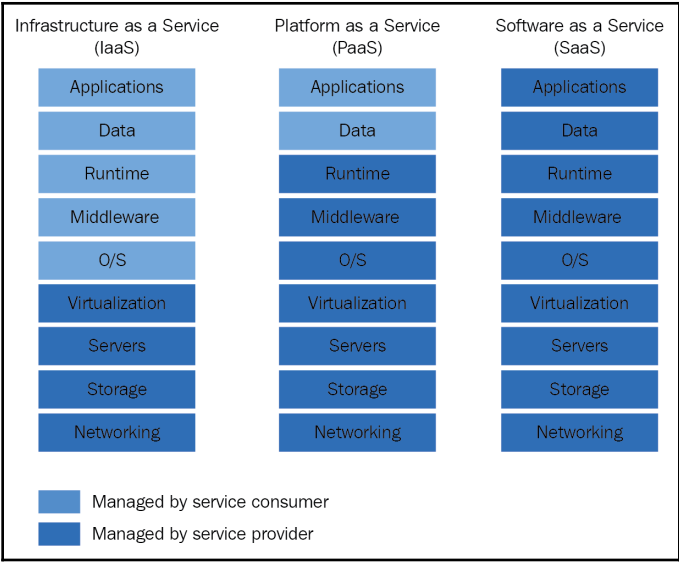 Infrastructure as a Service
(IaaS)
Applications
Data
Runtime
Middleware
O/S
Virtualization
Servers
Storage
Networking
Platform as a Service
(PaaS)
Applications
Data
Runtime
Middleware
O/S
Virtualization
Servers
Storage
Networking
Software as a Service
(SaaS)
Applications
Data
Runtime
Middleware
O/S
Virtualization
Servers
Storage
Networking
Managed by service consumer
Managed by service provider